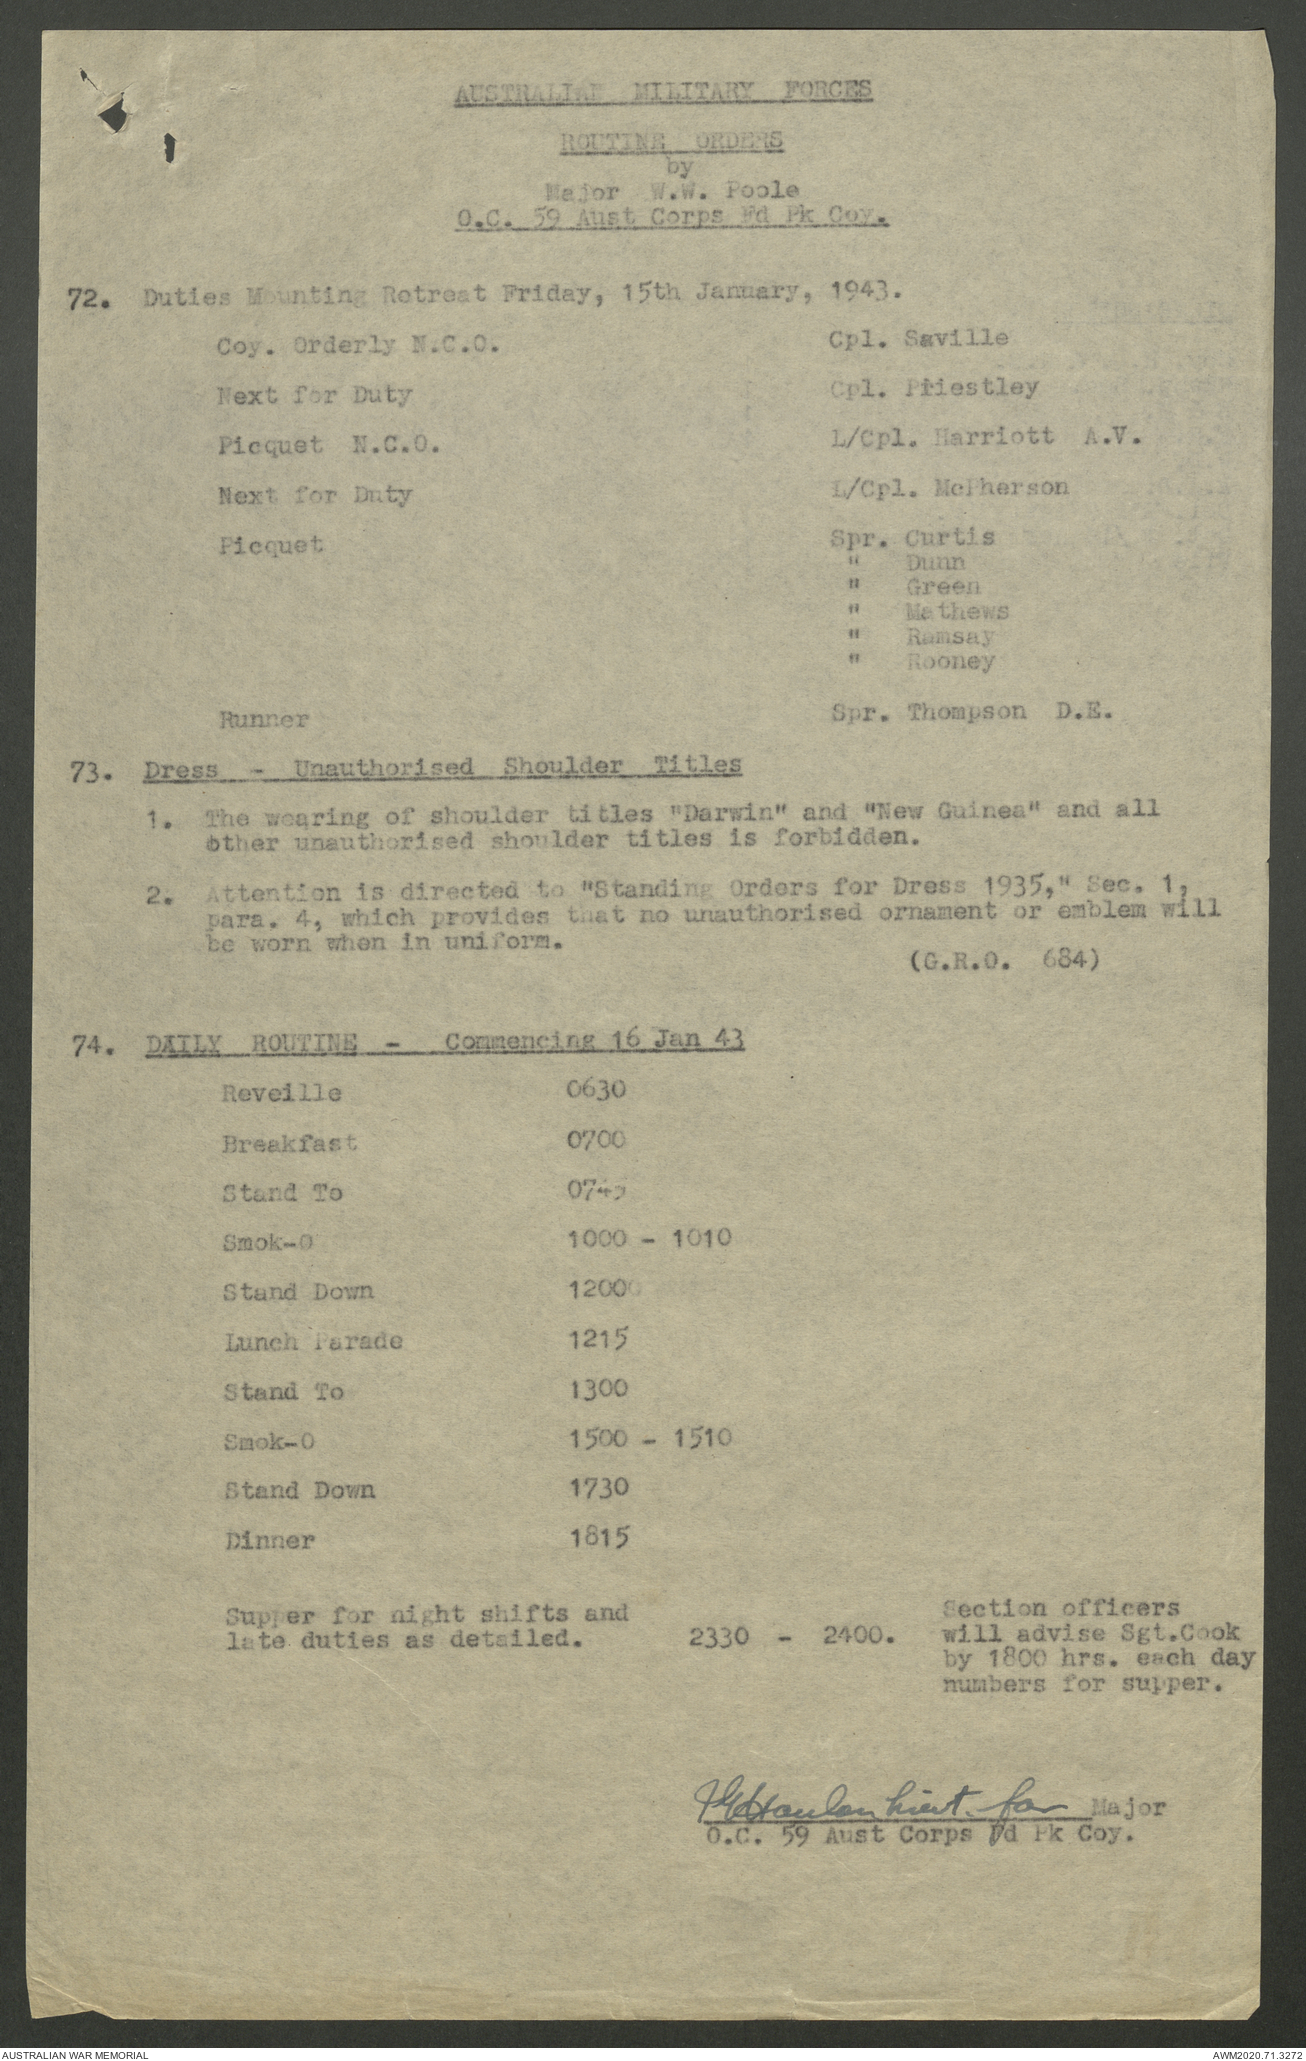 AUSTRALIAN MILITARY FORCES
ROUTINE ORDERS
by
Major W.W. Poole
O.C. 59 Aust Corps Fd Pk Coy.
72. Duties Mounting Retreat Friday, 15th January, 1943.
Coy. Orderly N.C.O. Cpl. Saville
Next for Duty Cpl. Priestley
Picquet N.C.O. L/Cpl. Harriott A.V.
Next for Duty L/Cpl. McPherson
Picquet Spr. Curtis
" Dunn
" Green
" Mathews
" Ramsay
" Rooney
Runner Spr. Thompson D.E.
73. Dress - Unauthorised Shoulder Titles
1. The wearing of shoulder titles "Darwin" and "New Guinea" and all
other unauthorised shoulder titles is forbidden.
2. Attention is directed to "Standing Orders for Dress 1935," Sec. 1,
para. 4, which provides that no unauthorised ornament or emblem will
be worn when in uniform.
(G.R.O. 684)
74. DAILY ROUTINE - Commencing 16 Jan 43
Reveille 0630
Breakfast 0700
Stand To 0745
Smok-O 1000 - 1010
Stand Down 1200
Lunch Parade 1215
Stand To 1300
Smok-O 1500 - 1510
Stand Down 1730
Dinner 1815
Supper for night shifts and
late duties as detailed. 2330 - 2400.
Section officers
will advise Sgt.Cook
by 1800 hrs. each day
numbers for supper.
Hanlon Lieut. for Major
O.C. 59 Aust Corps Fd Pk Coy.
AUSTRALIAN WAR MEMORIAL
AWM2020.71.3272